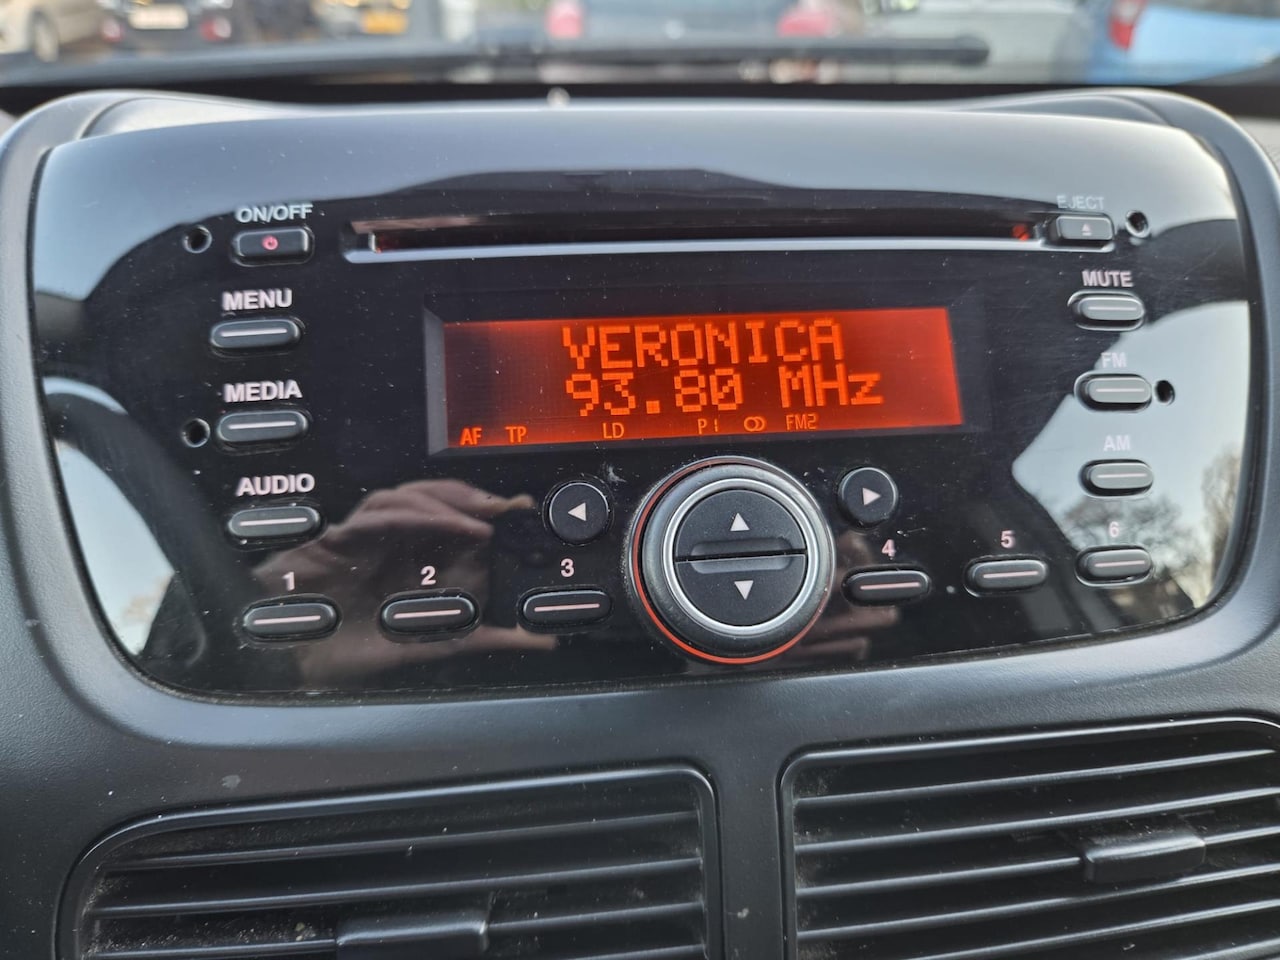 ON/OFF
EJECT
MENU
MUTE
VERONICA
93.80 MHz
FM
MEDIA
AF TP LD P1 FM2
AM
AUDIO
1 2 3 4 5 6